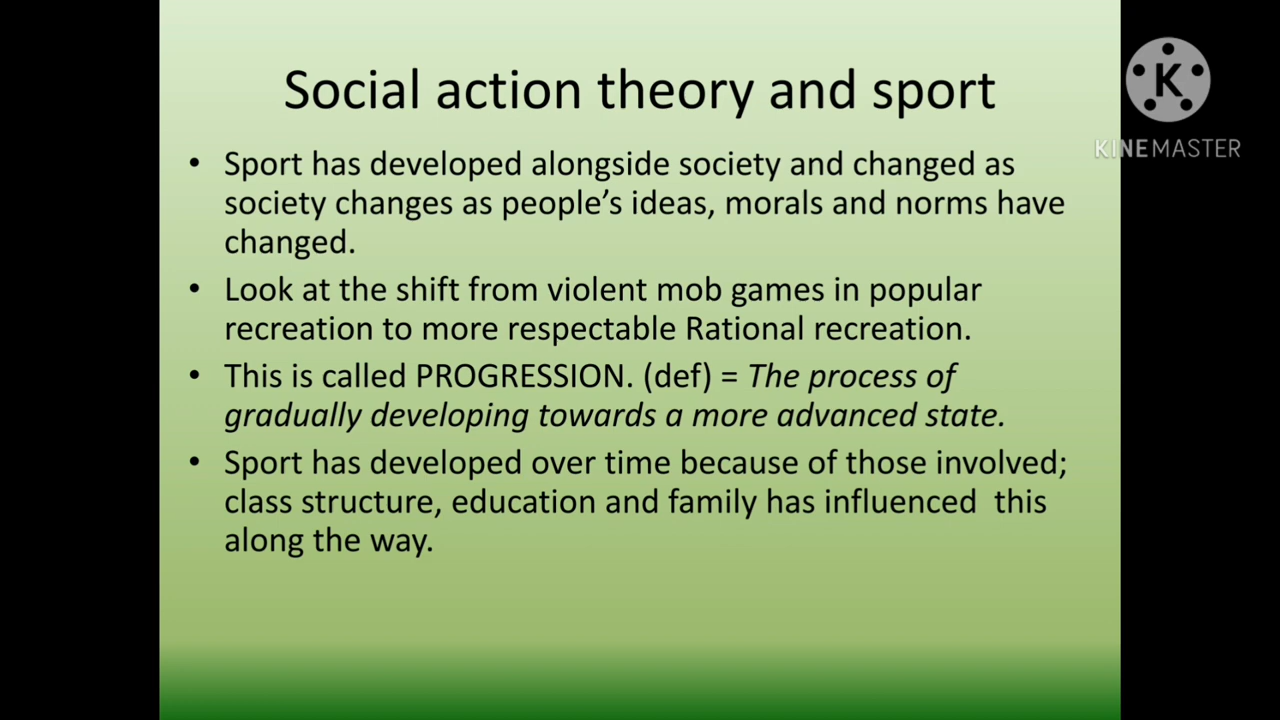 Social action theory and sport
• Sport has developed alongside society and changed as
society changes as people’s ideas, morals and norms have
changed.
• Look at the shift from violent mob games in popular
recreation to more respectable Rational recreation.
• This is called PROGRESSION. (def) = The process of
gradually developing towards a more advanced state.
• Sport has developed over time because of those involved;
class structure, education and family has influenced  this
along the way.
K
KINEMASTER